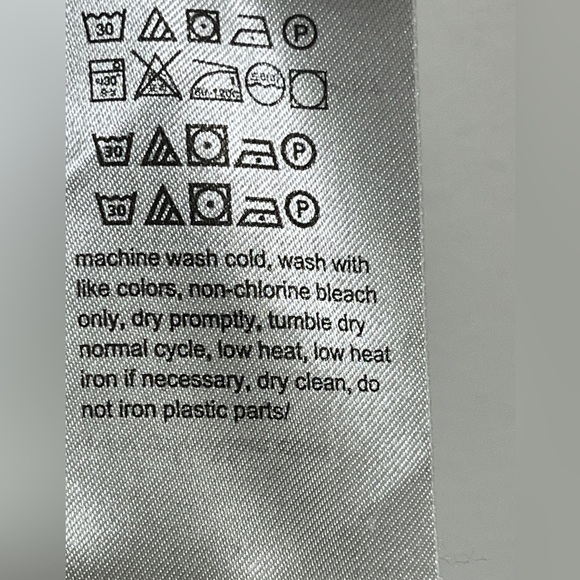 30 P
30 P
30 P
machine wash cold, wash with
like colors, non-chlorine bleach
only, dry promptly, tumble dry
normal cycle, low heat, low heat
iron if necessary, dry clean, do
not iron plastic parts/